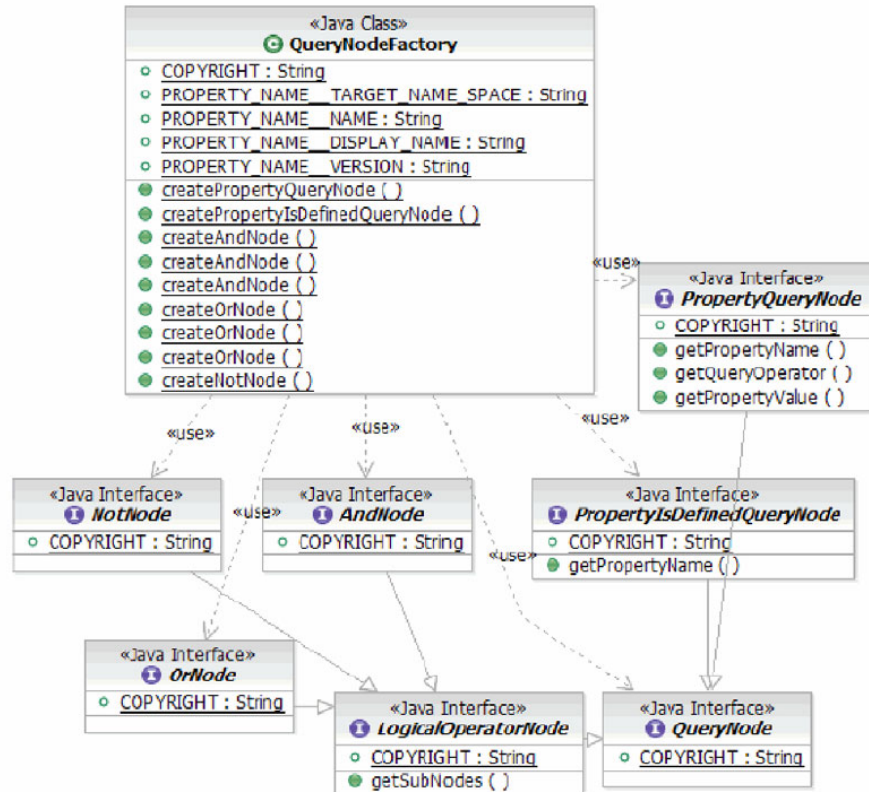 «Java Class»
QueryNodeFactory
COPYRIGHT : String
PROPERTY_NAME__TARGET_NAME_SPACE : String
PROPERTY_NAME__NAME : String
PROPERTY_NAME__DISPLAY_NAME : String
PROPERTY_NAME__VERSION : String
createPropertyQueryNode ( )
createPropertyIsDefinedQueryNode ( )
createAndNode ( )
createAndNode ( )
createAndNode ( )
createOrNode ( )
createOrNode ( )
createOrNode ( )
createNotNode ( )
«use»
«Java Interface»
PropertyQueryNode
COPYRIGHT : String
getPropertyName ( )
getQueryOperator ( )
getPropertyValue ( )
«use»
«use»
«use»
«Java Interface»
NotNode
COPYRIGHT : String
«use»
«Java Interface»
AndNode
COPYRIGHT : String
«use»
«Java Interface»
PropertyIsDefinedQueryNode
COPYRIGHT : String
getPropertyName ( )
«Java Interface»
OrNode
COPYRIGHT : String
«Java Interface»
LogicalOperatorNode
COPYRIGHT : String
getSubNodes ( )
«Java Interface»
QueryNode
COPYRIGHT : String